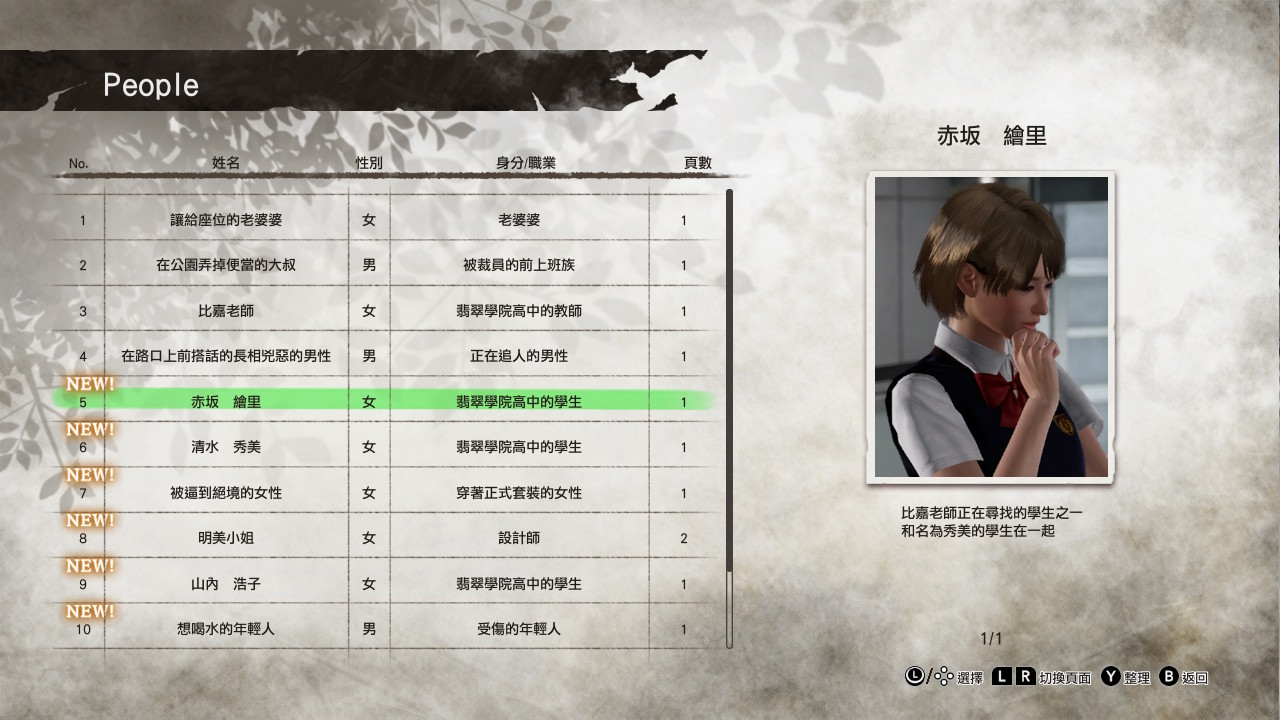 People
No. 姓名 性別 身分/職業 頁數
1 讓給座位的老婆婆 女 老婆婆 1
2 在公園弄掉便當的大叔 男 被裁員的前上班族 1
3 比嘉老師 女 翡翠學院高中的教師 1
4 在路口上前搭話的長相兇惡的男性 男 正在追人的男性 1
NEW!
5 赤坂　繪里 女 翡翠學院高中的學生 1
NEW!
6 清水　秀美 女 翡翠學院高中的學生 1
NEW!
7 被逼到絕境的女性 女 穿著正式套裝的女性 1
NEW!
8 明美小姐 女 設計師 2
NEW!
9 山內　浩子 女 翡翠學院高中的學生 1
NEW!
10 想喝水的年輕人 男 受傷的年輕人 1
赤坂　繪里
比嘉老師正在尋找的學生之一
和名為秀美的學生在一起
1/1
L/ 選擇 L R 切換頁面 Y 整理 B 返回